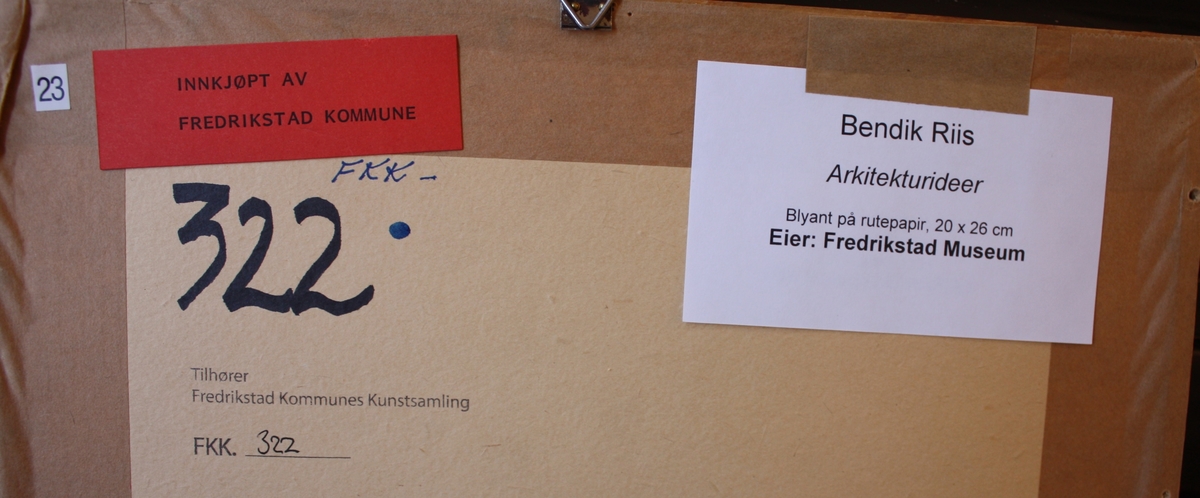 23
INNKJØPT AV
FREDRIKSTAD KOMMUNE
FKK –
322
Tilhører
Fredrikstad Kommunes Kunstsamling
FKK. 322
Bendik Riis
Arkitekturideer
Blyant på rutepapir, 20 x 26 cm
Eier: Fredrikstad Museum